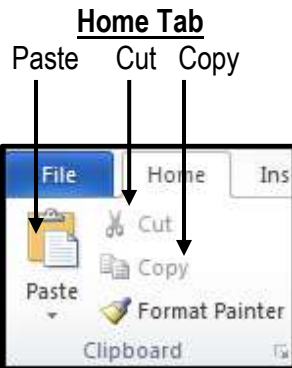 Home Tab
Paste Cut Copy
File Home Ins
Cut
Copy
Paste
Format Painter
Clipboard